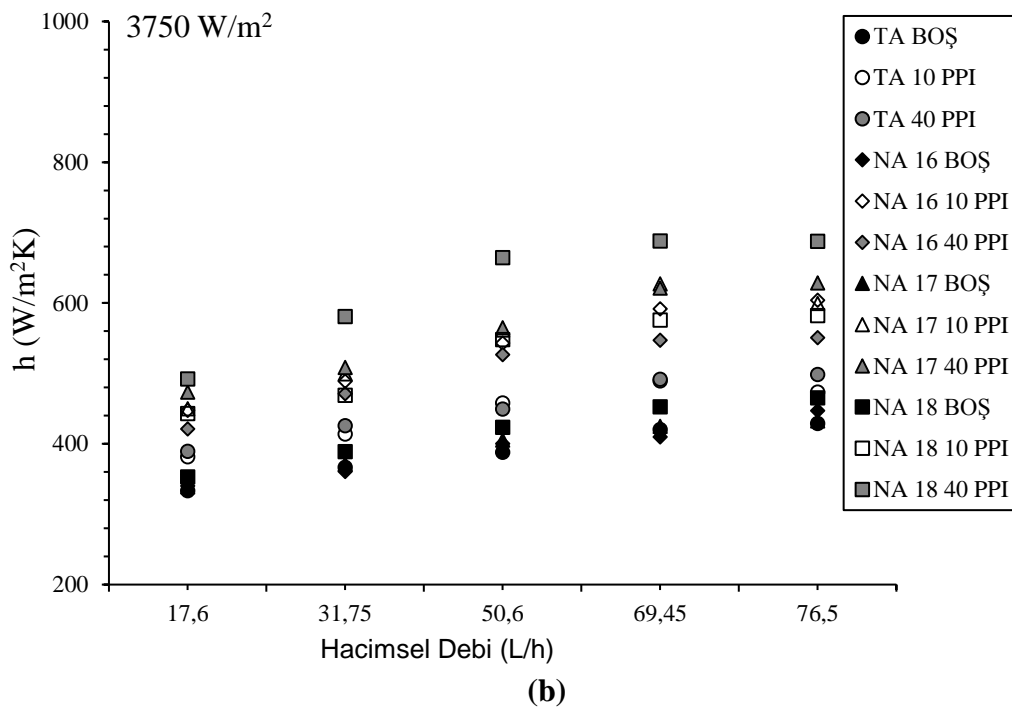 3750 W/m²
1000
800
600
400
200
h (W/m²K)
17,6
31,75
50,6
69,45
76,5
Hacimsel Debi (L/h)
TA BOŞ
TA 10 PPI
TA 40 PPI
NA 16 BOŞ
NA 16 10 PPI
NA 16 40 PPI
NA 17 BOŞ
NA 17 10 PPI
NA 17 40 PPI
NA 18 BOŞ
NA 18 10 PPI
NA 18 40 PPI
(b)